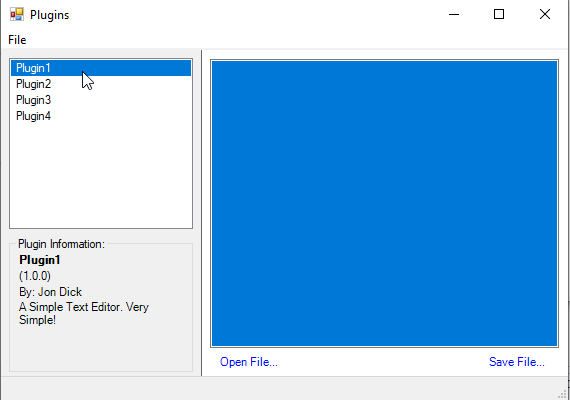 Plugins
File
Plugin1
Plugin2
Plugin3
Plugin4
Plugin Information:
Plugin1
(1.0.0)
By: Jon Dick
A Simple Text Editor. Very
Simple!
Open File...
Save File...